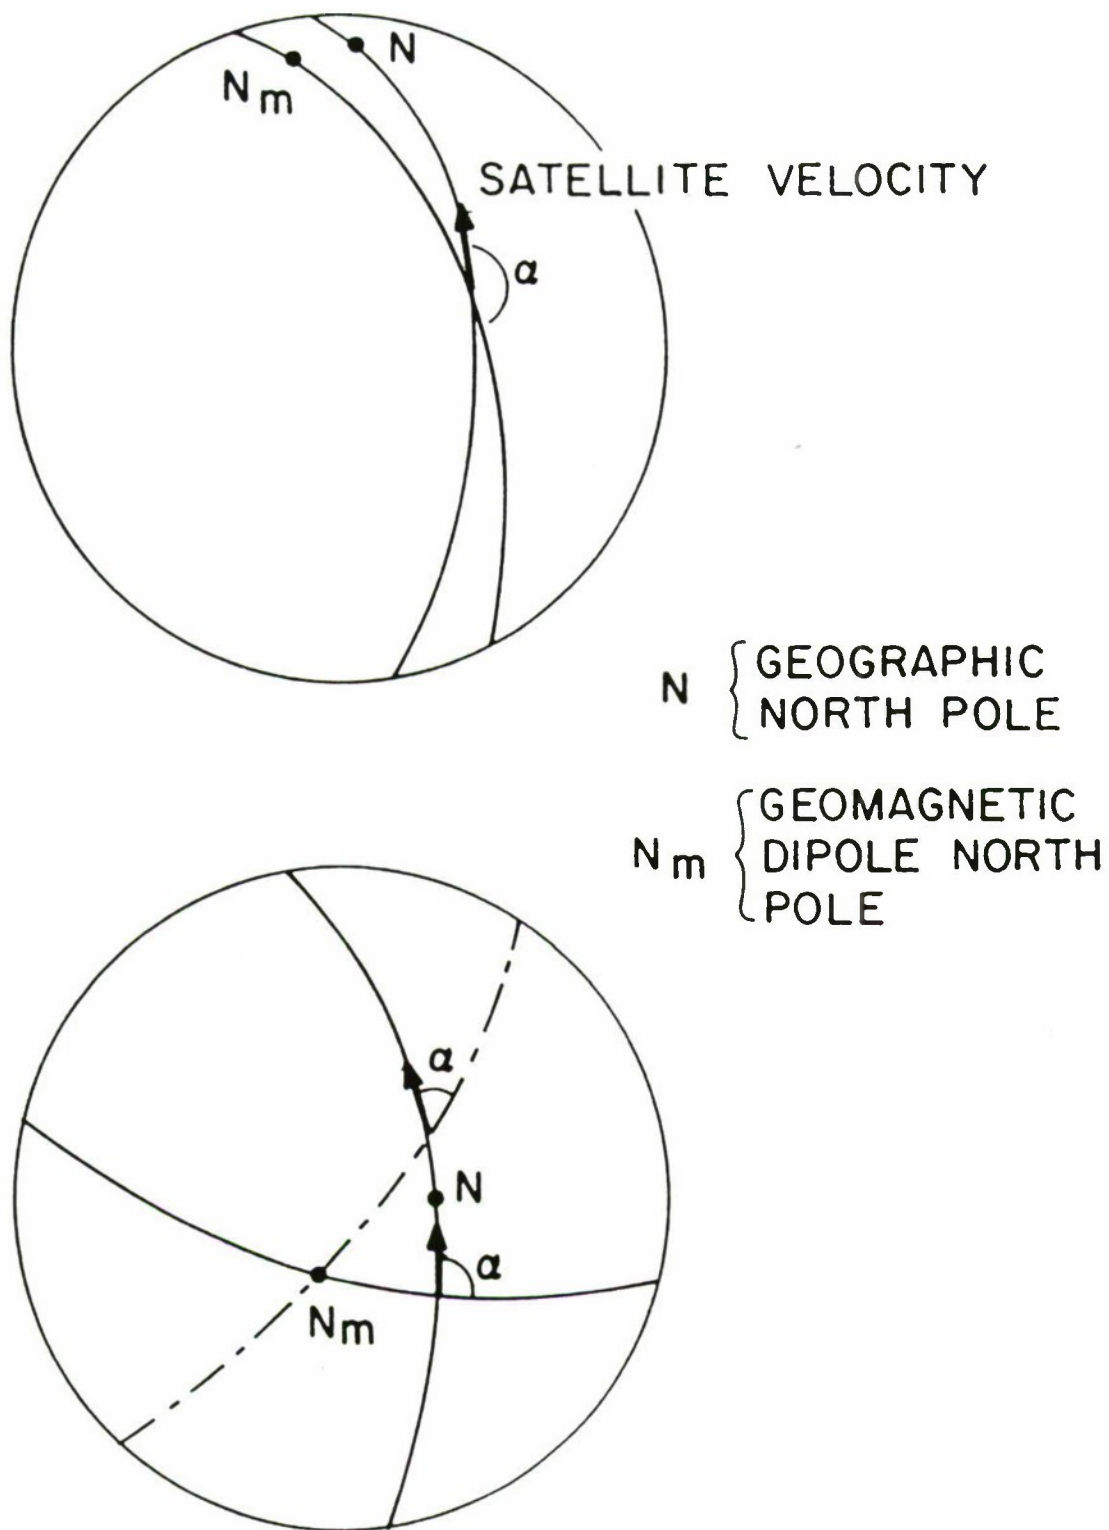 N
Nm
SATELLITE VELOCITY
α
N { GEOGRAPHIC
NORTH POLE
Nm { GEOMAGNETIC
DIPOLE NORTH
POLE
α
N
α
Nm